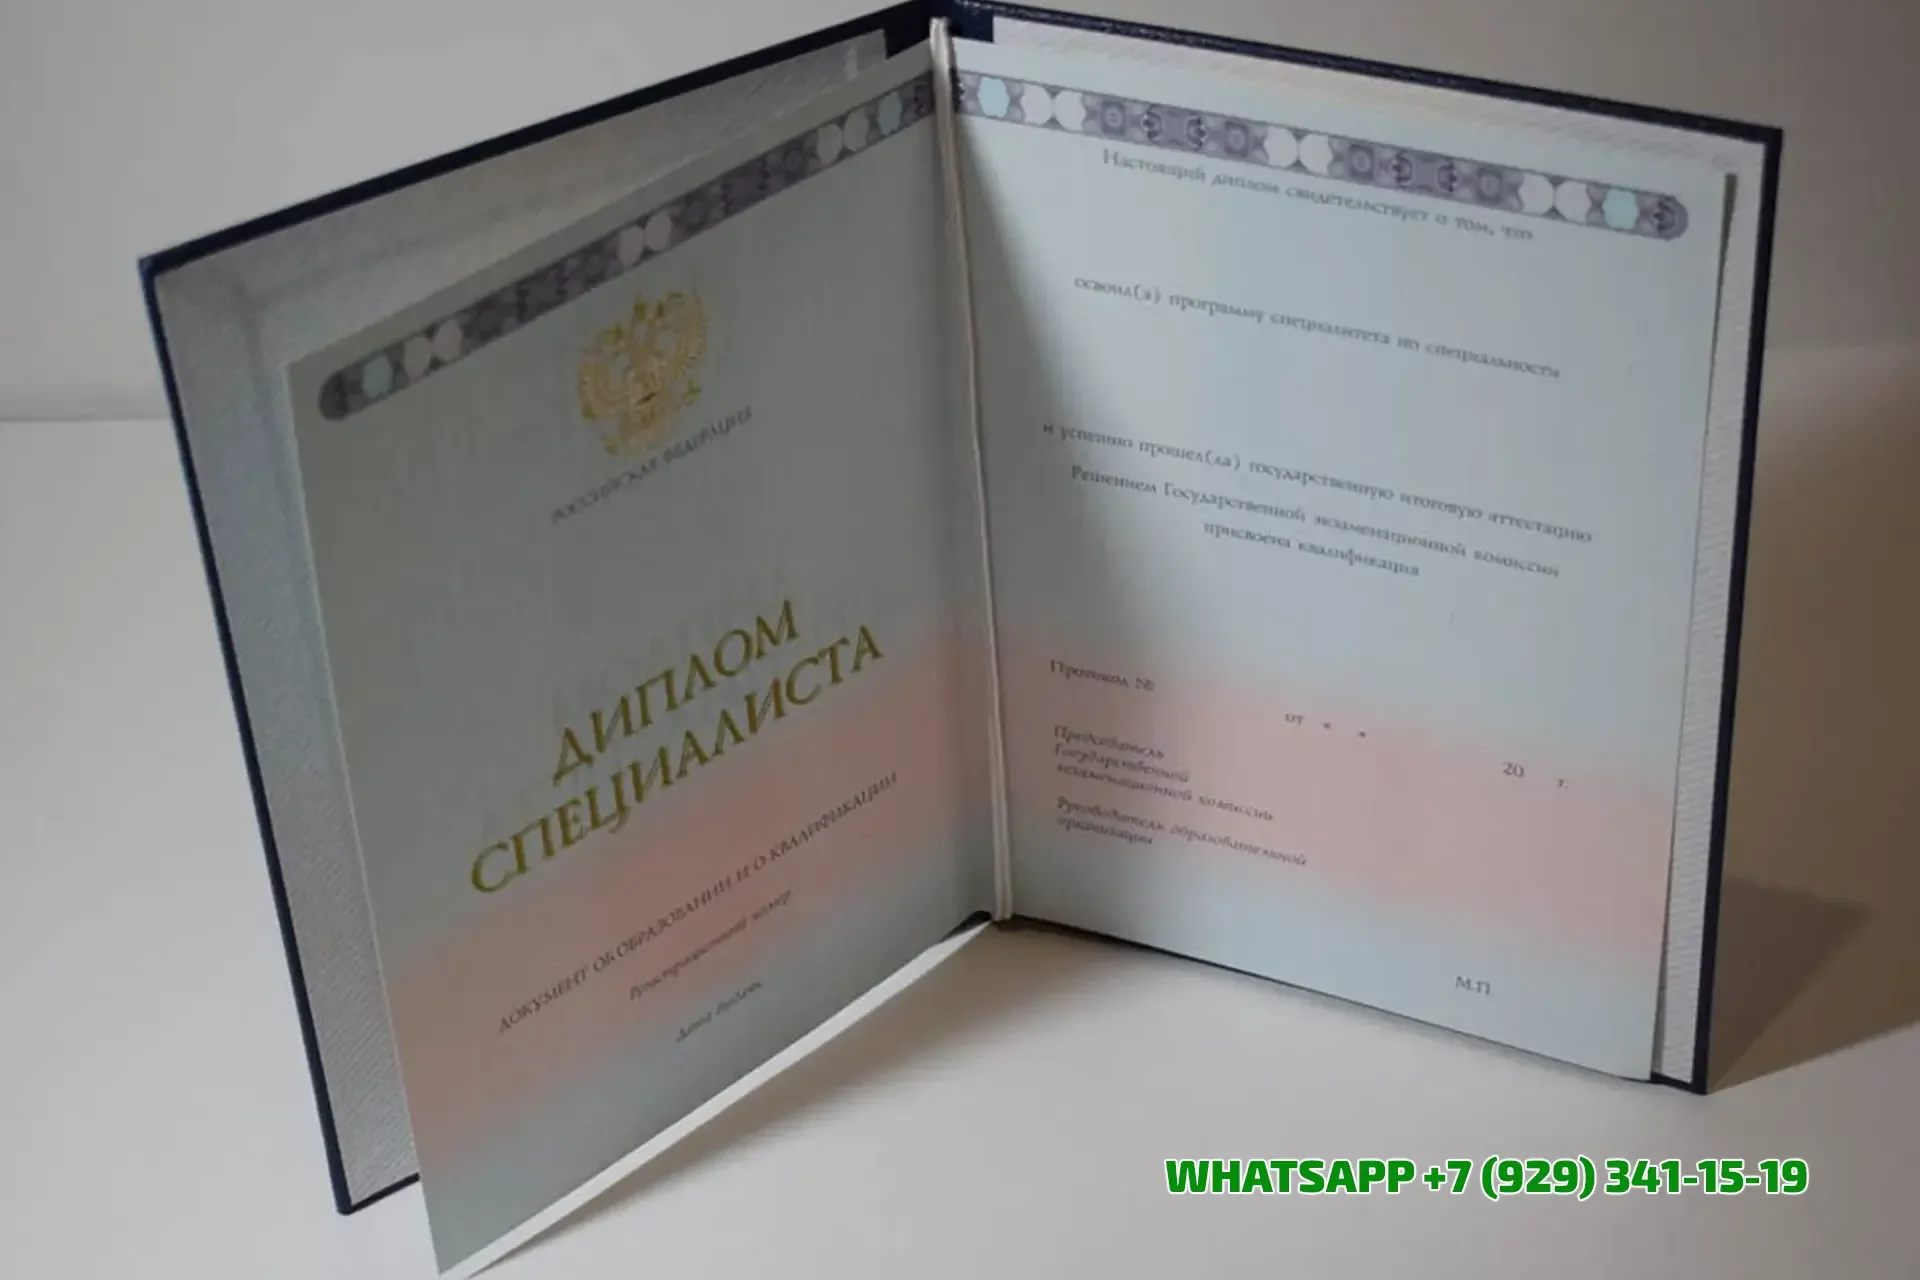 РОССИЙСКАЯ ФЕДЕРАЦИЯ
ДИПЛОМ
СПЕЦИАЛИСТА
ДОКУМЕНТ ОБ ОБРАЗОВАНИИ И О КВАЛИФИКАЦИИ
Регистрационный номер
Дата выдачи
Настоящий диплом свидетельствует о том, что
освоил(а) программу специалитета по специальности
и успешно прошел(ла) государственную итоговую аттестацию
Решением Государственной экзаменационной комиссии
присвоена квалификация
Протокол №
от « »
20 г.
Председатель
Государственной
экзаменационной комиссии
Руководитель образовательной
организации
М.П.
WHATSAPP +7 (929) 341-15-19